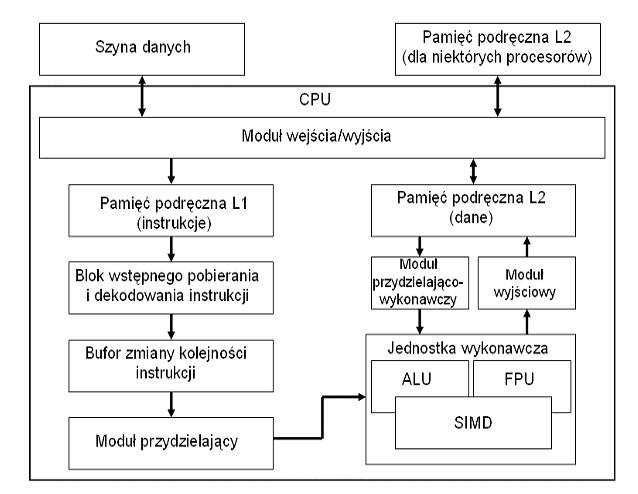 Szyna danych
Pamięć podręczna L2
(dla niektórych procesorów)
CPU
Moduł wejścia/wyjścia
Pamięć podręczna L1
(instrukcje)
Pamięć podręczna L2
(dane)
Blok wstępnego pobierania
i dekodowania instrukcji
Moduł
przydzielająco-
wykonawczy
Moduł
wyjściowy
Bufor zmiany kolejności
instrukcji
Jednostka wykonawcza
ALU
FPU
SIMD
Moduł przydzielający